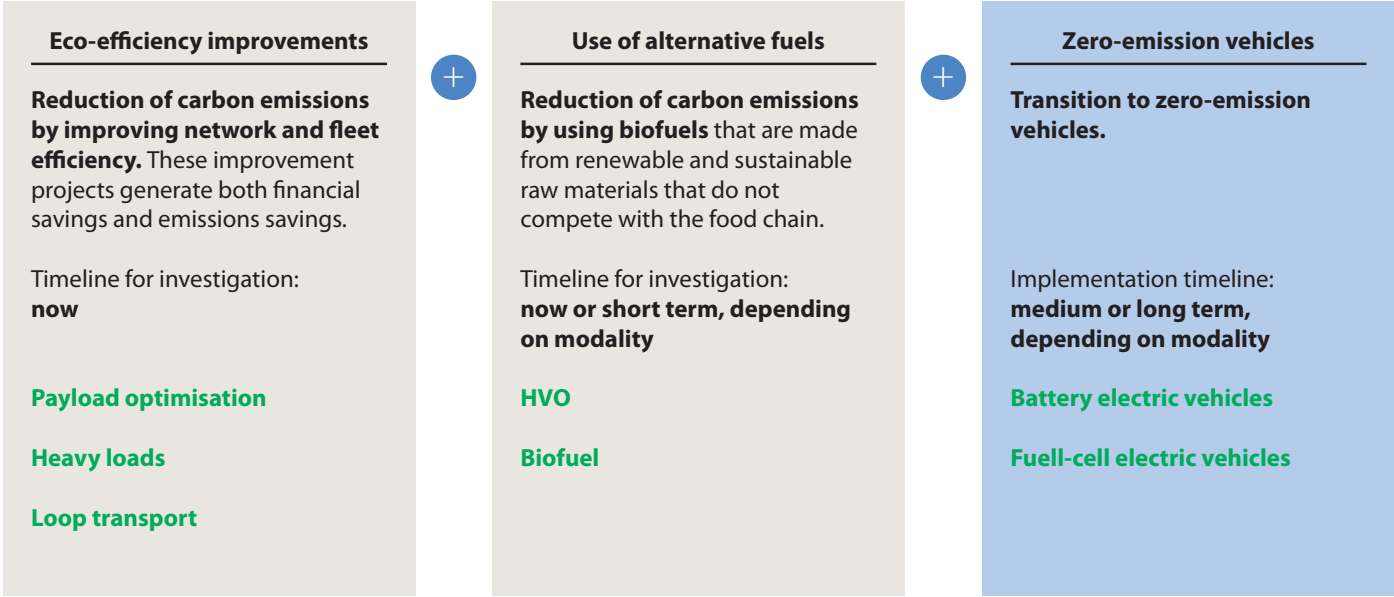 Eco-efficiency improvements
Reduction of carbon emissions
by improving network and fleet
efficiency. These improvement
projects generate both financial
savings and emissions savings.
Timeline for investigation:
now
Payload optimisation
Heavy loads
Loop transport
+
Use of alternative fuels
Reduction of carbon emissions
by using biofuels that are made
from renewable and sustainable
raw materials that do not
compete with the food chain.
Timeline for investigation:
now or short term, depending
on modality
HVO
Biofuel
+
Zero-emission vehicles
Transition to zero-emission
vehicles.
Implementation timeline:
medium or long term,
depending on modality
Battery electric vehicles
Fuell-cell electric vehicles